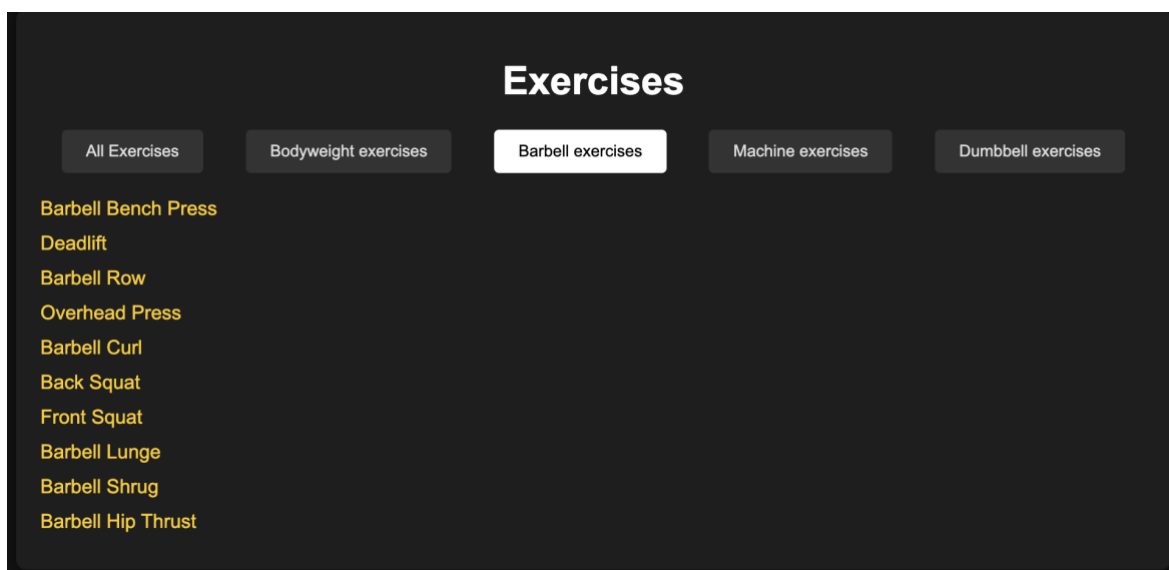 Exercises
All Exercises Bodyweight exercises Barbell exercises Machine exercises Dumbbell exercises
Barbell Bench Press
Deadlift
Barbell Row
Overhead Press
Barbell Curl
Back Squat
Front Squat
Barbell Lunge
Barbell Shrug
Barbell Hip Thrust